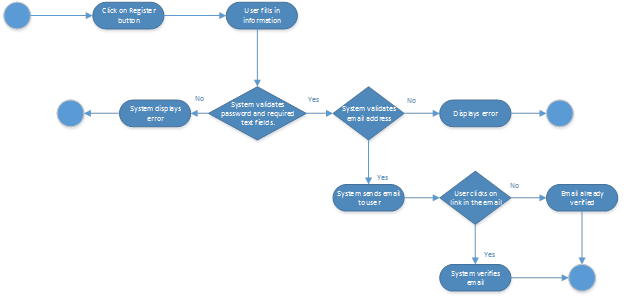 Click on Register
button
User fills in
information
System displays
error
No
System validates
password and required
text fields.
Yes
System validates
email address
No
Displays error
Yes
System sends email
to user
User clicks on
link in the email
No
Email already
verified
Yes
System verifies
email